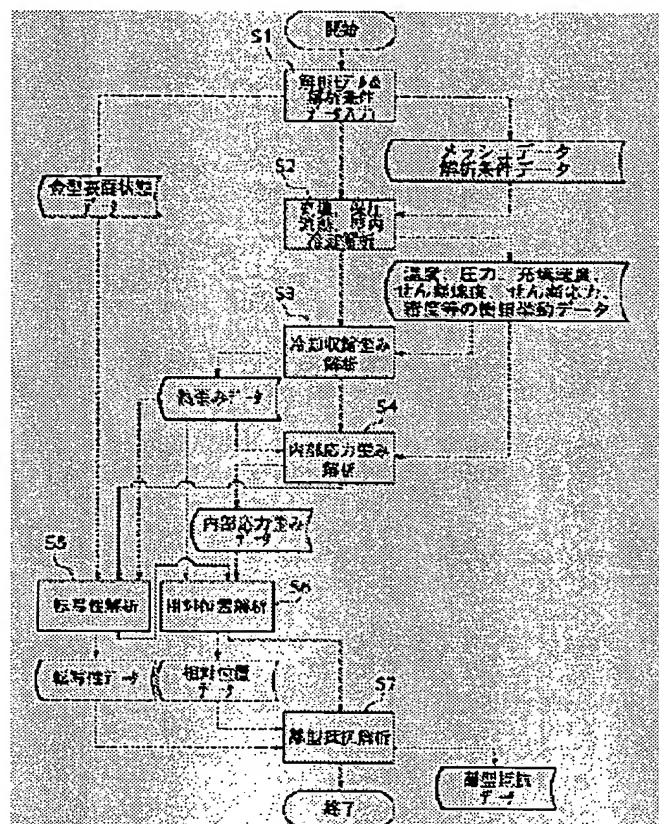 開始
S1
解析モデル&
解析条件
データ入力
メッシュデータ
解析条件データ
金型表面状態
データ
S2
充填、保圧
冷却解析
温度、圧力、充填速度、
せん断速度、せん断応力、
密度等の樹脂挙動データ
S3
冷却収縮歪み
解析
熱歪みデータ
S4
内部応力歪み
解析
内部応力歪み
データ
S5
転写性解析
S6
相対位置解析
転写性データ
相対位置
データ
S7
離型抵抗解析
離型抵抗
データ
終了